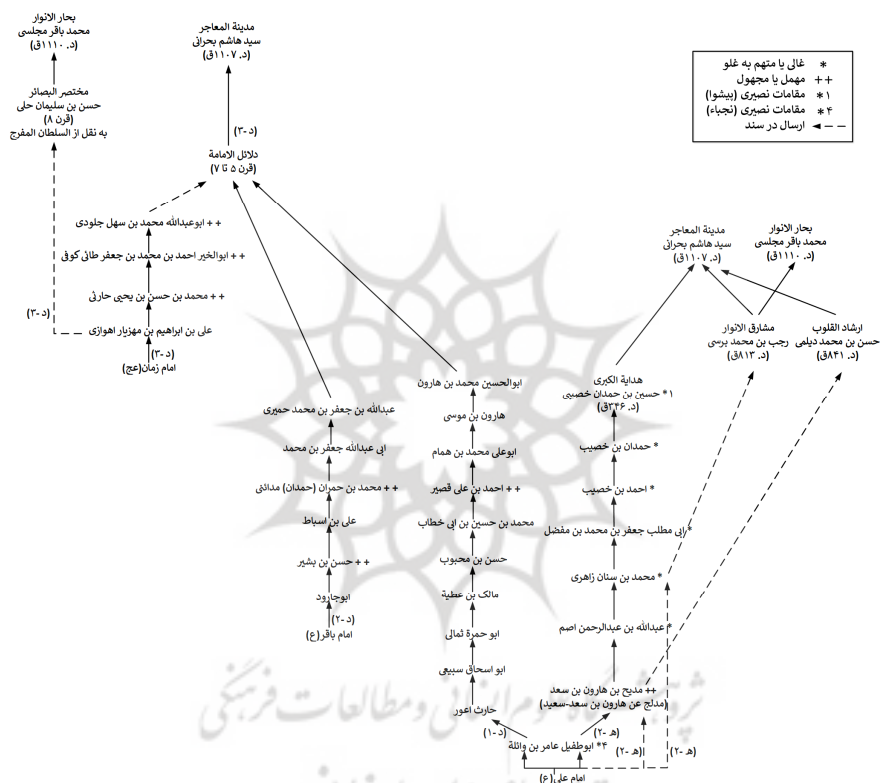 بحار الانوار
محمد باقر مجلسی
(د. ۱۱۱۰ق)
مدینة المعاجر
سید هاشم بحرانی
(د. ۱۱۰۷ق)
* غالی یا متهم به غلو
++ مهمل یا مجهول
*۱ مقامات نصیری (پیشوا)
*۴ مقامات نصیری (نجباء)
ارسال در سند
مختصر البصائر
حسن بن سلیمان حلی
(قرن ۸)
به نقل از السلطان المفرج
(د-۳)
دلائل الامامة
(قرن ۵ تا ۷)
++ ابوعبدالله محمد بن سهل جلودی
++ ابوالخیر احمد بن محمد بن جعفر طائی کوفی
++ محمد بن حسن بن یحیی حارثی
(د-۳)
علی بن ابراهیم بن مهزیار اهوازی
(د-۳)
امام زمان(عج)
مدینة المعاجر
سید هاشم بحرانی
(د. ۱۱۰۷ق)
بحار الانوار
محمد باقر مجلسی
(د. ۱۱۱۰ق)
ارشاد القلوب
حسن بن محمد دیلمی
(د. ۸۴۱ق)
مشارق الانوار
رجب بن محمد برسی
(د. ۸۱۳ق)
هدایة الکبری
*۱ حسین بن حمدان خصیبی
(د. ۳۴۶ق)
* حمدان بن خصیب
* احمد بن خصیب
*ابی مطلب جعفر بن محمد بن مفضل
* محمد بن سنان زاهری
* عبدالله بن عبدالرحمن اصم
++ مدیح بن هارون بن سعد
(مدلج عن هارون بن سعد-سعید)
ابوالحسین محمد بن هارون
هارون بن موسی
ابوعلی محمد بن همام
++ احمد بن علی قصیر
محمد بن حسین بن ابی خطاب
حسن بن محبوب
مالک بن عطیة
ابو حمزة ثمالی
ابو اسحاق سبیعی
حارث اعور
عبدالله بن جعفر بن محمد حمیری
ابی عبدالله جعفر بن محمد
++ محمد بن حمران (حمدان) مدائنی
علی بن اسباط
++ حسن بن بشیر
ابوجارود
(د-۲)
امام باقر(ع)
(د-۱)
(هـ -۲)
*۴ ابوطفیل عامر بن واثلة
(هـ -۲)
(هـ -۲)
امام علی(ع)
پژوهشگاه علوم انسانی و مطالعات فرهنگی